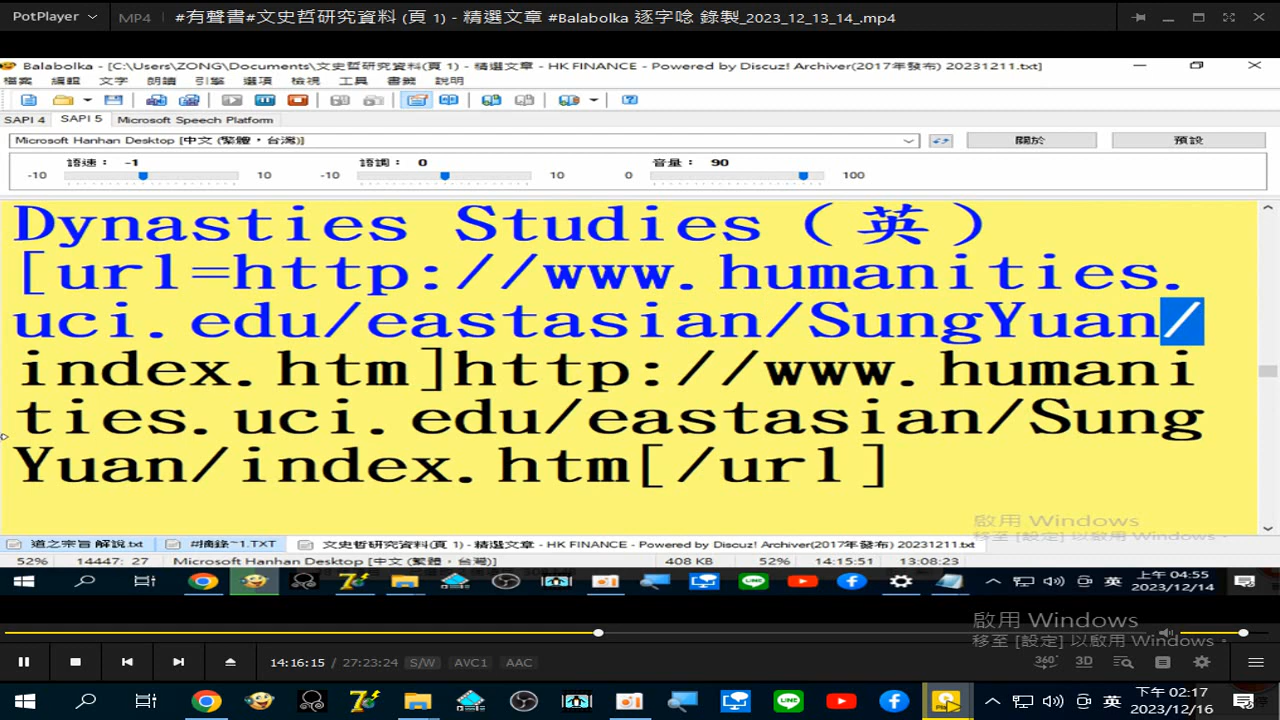 PotPlayer MP4 #有聲書#文史哲研究資料 (頁 1) - 精選文章 #Balabolka 逐字唸 錄製_2023_12_13_14_.mp4
Balabolka - [C:\Users\ZONG\Documents\文史哲研究資料(頁 1) - 精選文章 - HK FINANCE - Powered by Discuz! Archiver(2017年發布) 20231211.txt]
檔案 編輯 文字 朗讀 引擎 選項 檢視 工具 書籤 說明
SAPI 4 SAPI 5 Microsoft Speech Platform
Microsoft Hanhan Desktop [中文 (繁體，台灣)] 關於 預設
語速： -1 語調： 0 音量： 90
-10 10 -10 10 0 100
Dynasties Studies（英）
[url=http://www.humanities.
uci.edu/eastasian/SungYuan/
index.htm]http://www.humani
ties.uci.edu/eastasian/Sung
Yuan/index.htm[/url]
啟用 Windows
移至 [設定] 以啟用 Windows。
道之宗旨 解說.txt #摘錄~1.TXT 文史哲研究資料(頁 1) - 精選文章 - HK FINANCE - Powered by Discuz! Archiver(2017年發布) 20231211.txt
52% 14447: 27 Microsoft Hanhan Desktop [中文 (繁體，台灣)] 408 KB 52% 14:15:51 13:08:23
英 上午 04:55
2023/12/14
啟用 Windows
移至 [設定] 以啟用 Windows。
14:16:15 / 27:23:24 S/W AVC1 AAC 360° 3D
英 下午 02:17
2023/12/16